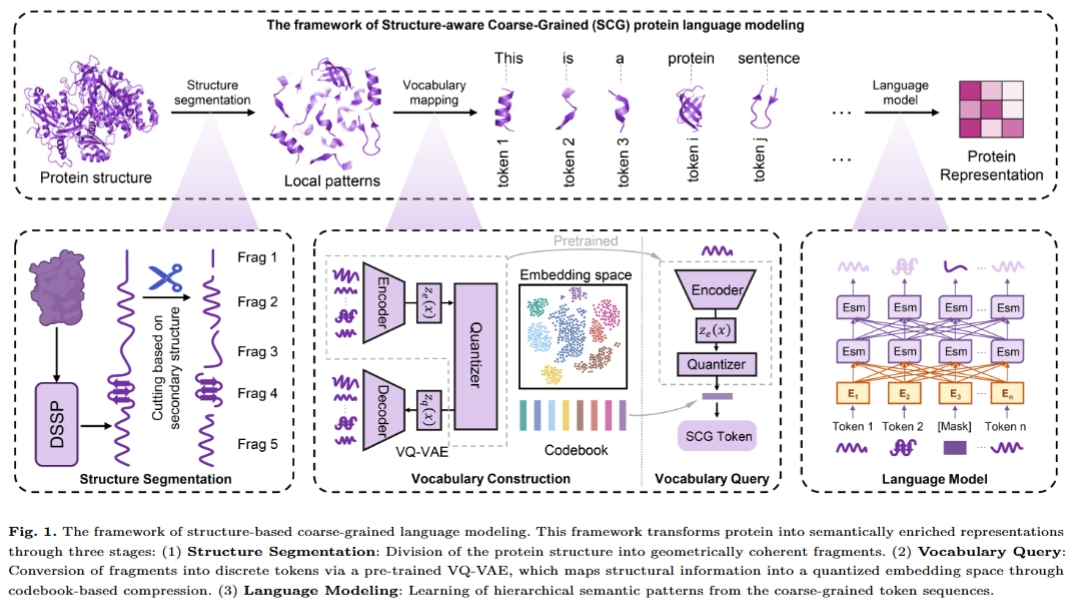 The framework of Structure-aware Coarse-Grained (SCG) protein language modeling
This is a protein sentence
Structure
segmentation
Vocabulary
mapping
Language
model
... 
...
token 1
token 2
token 3
token i
token j
Protein structure
Local patterns
Protein
Representation
DSSP
Cutting based on
secondary structure
Frag 1
Frag 2
Frag 3
Frag 4
Frag 5
Structure Segmentation
Pretrained
Encoder
z_e(x)
Quantizer
Decoder
z_q(x)
VQ-VAE
Embedding space
Codebook
Vocabulary Construction
Encoder
z_e(x)
Quantizer
SCG Token
Vocabulary Query
...
Esm Esm Esm ... Esm
Esm Esm Esm ... Esm
E₁ E₂ E₃ ... Eₙ
Token 1 Token 2 [Mask] Token n
...
Language Model
Fig. 1. The framework of structure-based coarse-grained language modeling. This framework transforms protein into semantically enriched representations
through three stages: (1) Structure Segmentation: Division of the protein structure into geometrically coherent fragments. (2) Vocabulary Query:
Conversion of fragments into discrete tokens via a pre-trained VQ-VAE, which maps structural information into a quantized embedding space through
codebook-based compression. (3) Language Modeling: Learning of hierarchical semantic patterns from the coarse-grained token sequences.